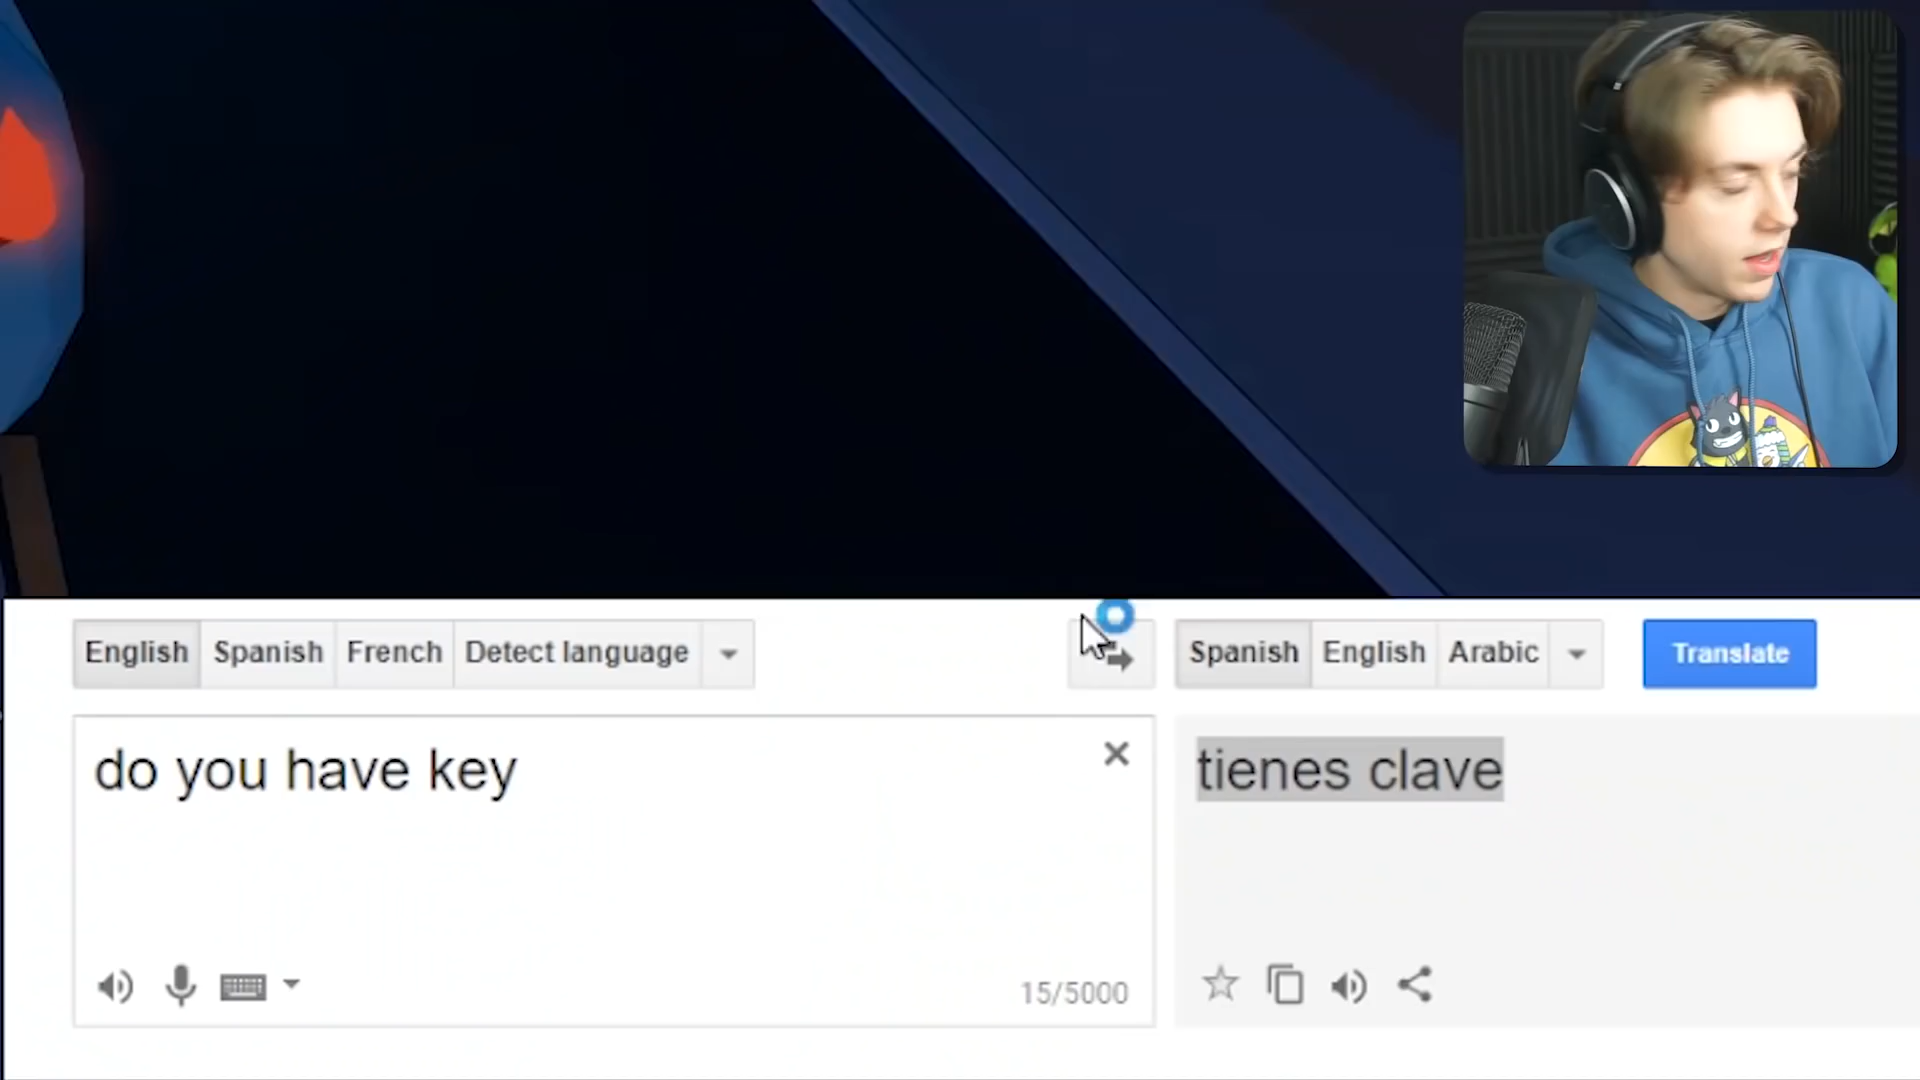 English Spanish French Detect language
Spanish English Arabic
Translate
do you have key
tienes clave
15/5000